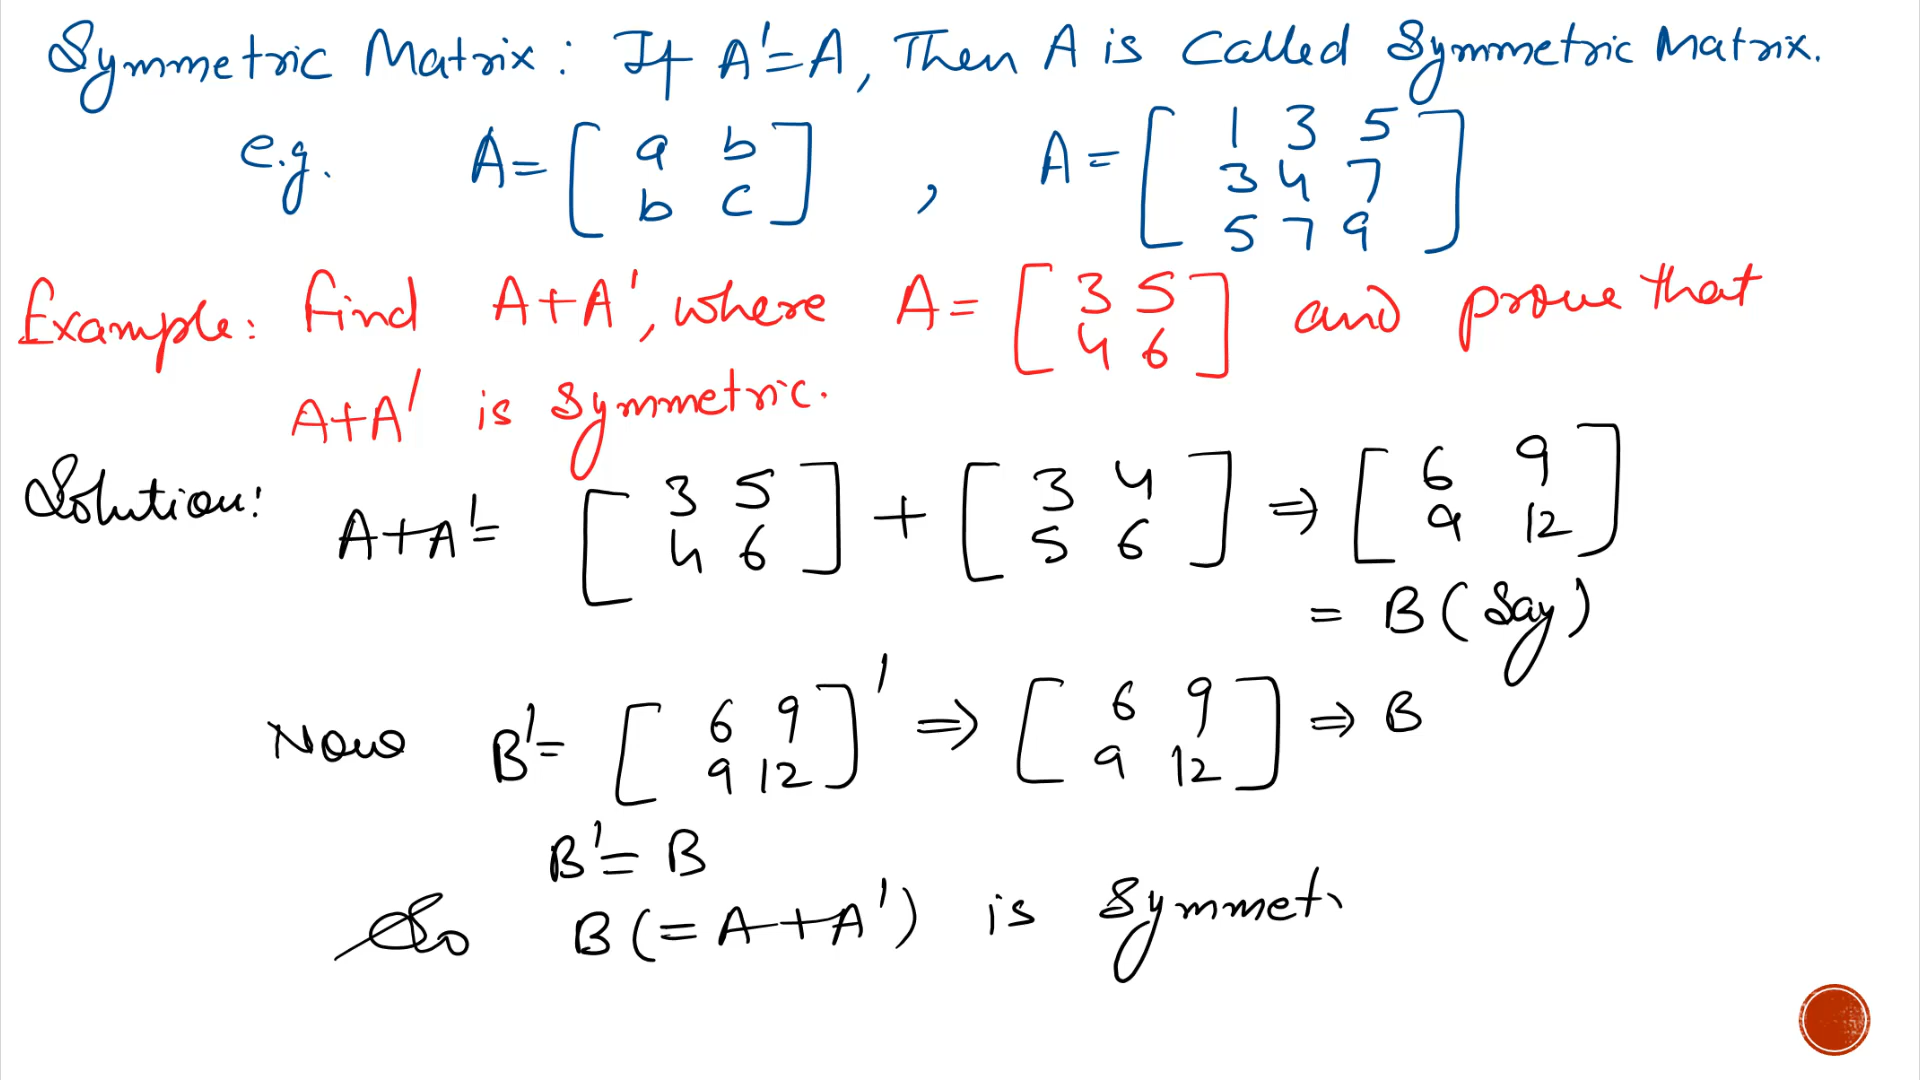 Symmetric Matrix: If A'=A, Then A is Called Symmetric Matrix.
e.g. A=[a b , A=[1 3 5
b c] 3 4 7
5 7 9]
Example: find A+A', where A=[3 5 and prove that
4 6]
A+A' is symmetric.
Solution: A+A'= [3 5 + [3 4 ⇒ [6 9
4 6] 5 6] 9 12]
= B (say)
Now B'= [6 9 ]' ⇒ [6 9 ] ⇒ B
9 12 9 12
B'= B
So B (= A+A') is Symmet